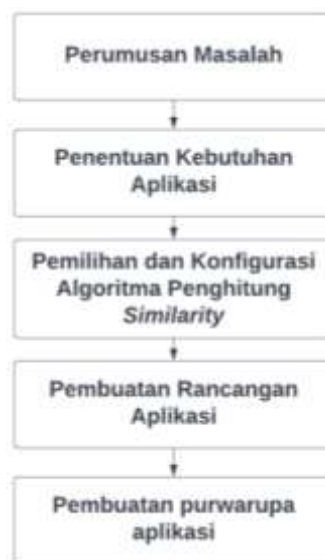 Perumusan Masalah
Penentuan Kebutuhan
Aplikasi
Pemilihan dan Konfigurasi
Algoritma Penghitung
Similarity
Pembuatan Rancangan
Aplikasi
Pembuatan purwarupa
aplikasi